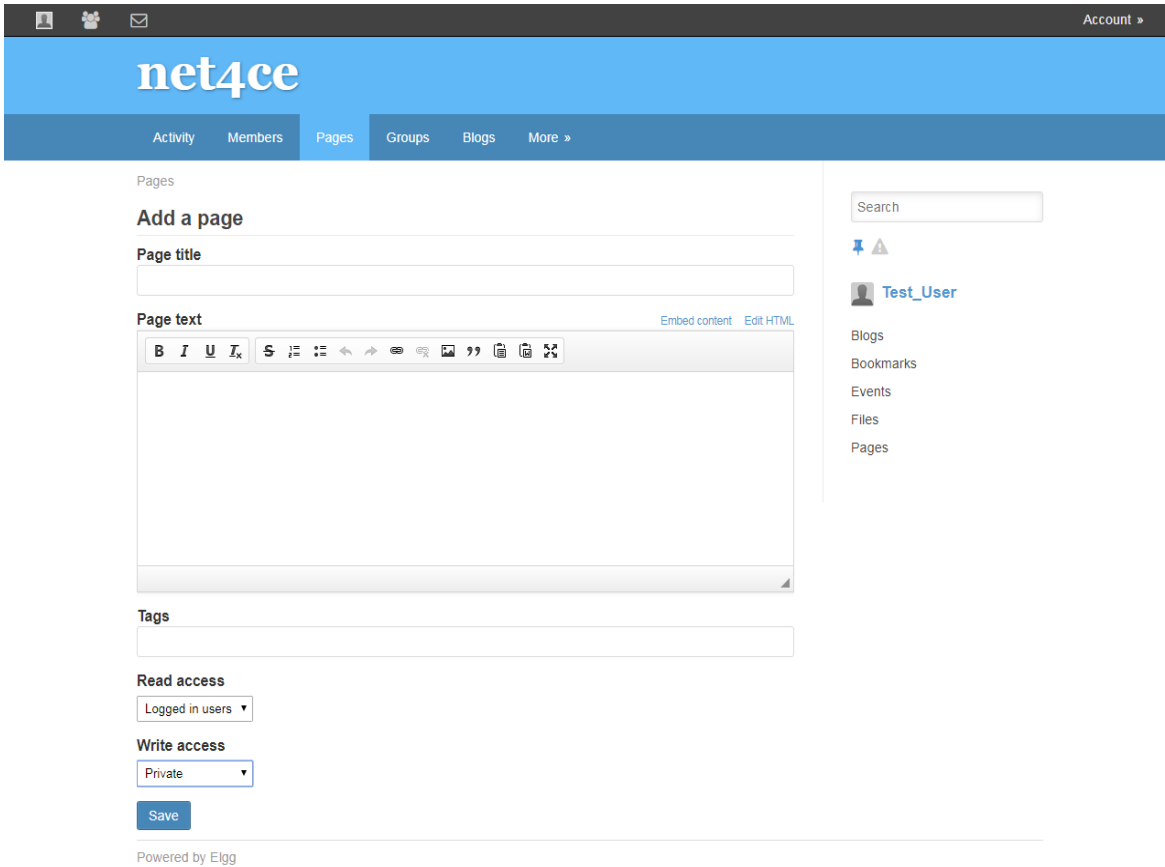 Account »
net4ce
Activity Members Pages Groups Blogs More »
Pages
Add a page
Page title
Page text Embed content Edit HTML
B I U Tx S
Tags
Read access
Logged in users
Write access
Private
Save
Powered by Elgg
Search
Test_User
Blogs
Bookmarks
Events
Files
Pages